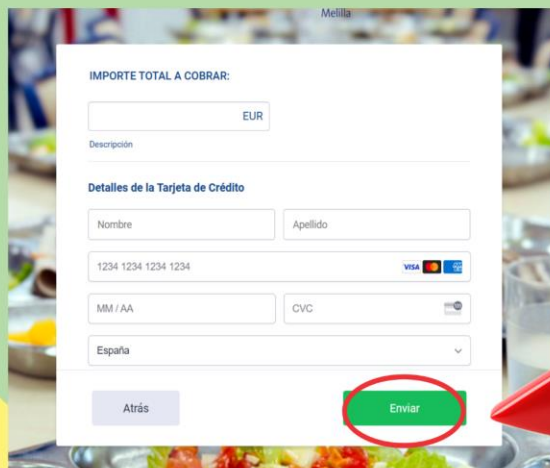 Melilla
IMPORTE TOTAL A COBRAR:
EUR
Descripción
Detalles de la Tarjeta de Crédito
Nombre Apellido
1234 1234 1234 1234 VISA
MM / AA CVC
España
Atrás Enviar